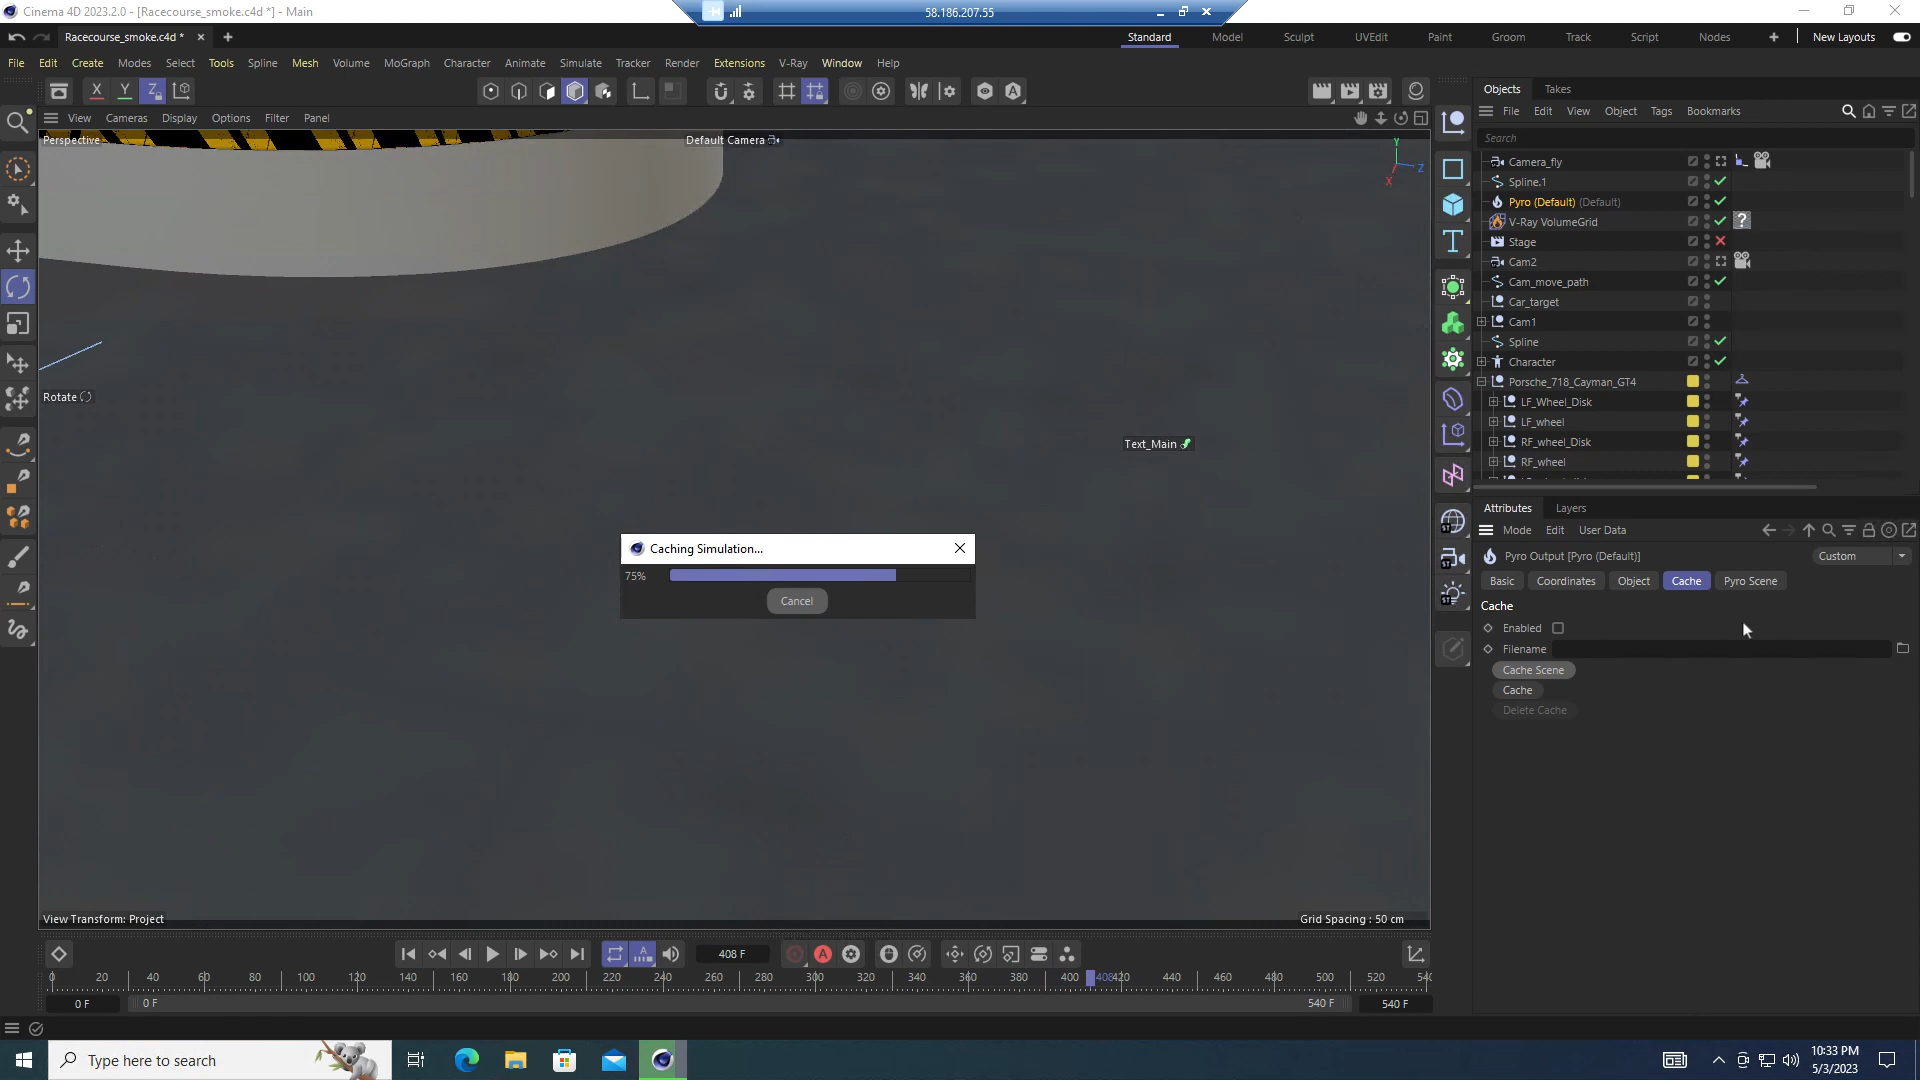 Cinema 4D 2023.2.0 - [Racecourse_smoke.c4d *] - Main
58.186.207.55
Racecourse_smoke.c4d *
Standard Model Sculpt UVEdit Paint Groom Track Script Nodes New Layouts
File Edit Create Modes Select Tools Spline Mesh Volume MoGraph Character Animate Simulate Tracker Render Extensions V-Ray Window Help
X Y Z
Objects Takes
View Cameras Display Options Filter Panel
File Edit View Object Tags Bookmarks
Perspective
Default Camera
Search
Y
Z
X
Camera_fly
Spline.1
Pyro (Default) (Default)
V-Ray VolumeGrid
Stage
Cam2
Cam_move_path
Car_target
Cam1
Spline
Character
Porsche_718_Cayman_GT4
LF_Wheel_Disk
LF_wheel
RF_wheel_Disk
RF_wheel
Rotate
Text_Main
Attributes Layers
Mode Edit User Data
Pyro Output [Pyro (Default)]
Custom
Basic Coordinates Object Cache Pyro Scene
Cache
Enabled
Filename
Cache Scene
Cache
Delete Cache
Caching Simulation...
75%
Cancel
View Transform: Project
Grid Spacing : 50 cm
408 F
0 20 40 60 80 100 120 140 160 180 200 220 240 260 280 300 320 340 360 380 400 408 420 440 460 480 500 520 540
0 F
0 F
540 F
540 F
Type here to search
10:33 PM
5/3/2023